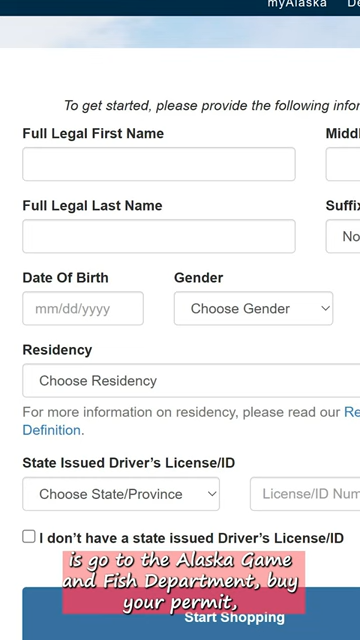 myAlaska De
To get started, please provide the following infor
Full Legal First Name Middl
Full Legal Last Name Suffix
No
Date Of Birth Gender
mm/dd/yyyy Choose Gender
Residency
Choose Residency
For more information on residency, please read our Re
Definition.
State Issued Driver's License/ID
Choose State/Province License/ID Num
I don't have a state issued Driver's License/ID
is go to the Alaska Game
and Fish Department, buy
your permit,
Start Shopping